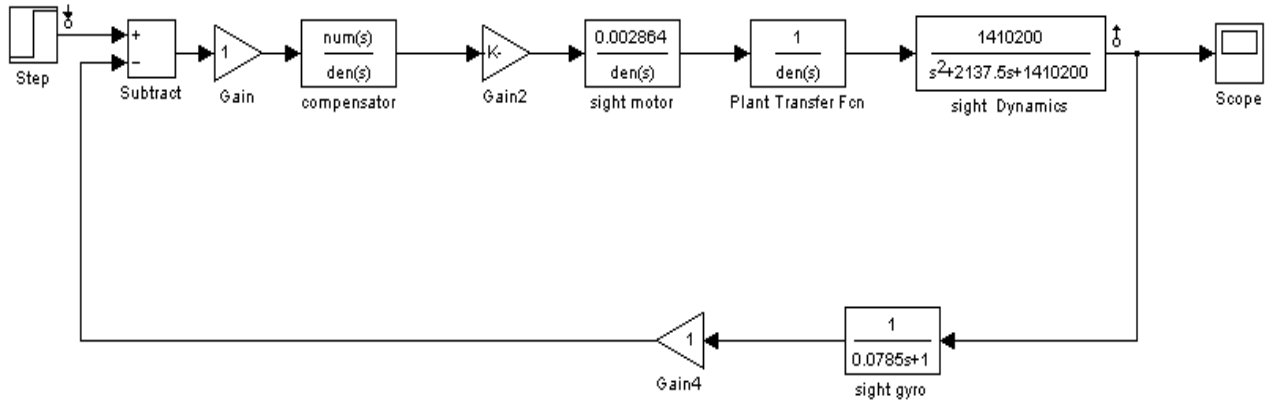 Step
+
−
Subtract
1
Gain
num(s)
den(s)
compensator
K-
Gain2
0.002864
den(s)
sight motor
1
den(s)
Plant Transfer Fcn
1410200
s2+2137.5s+1410200
sight Dynamics
Scope
1
Gain4
1
0.0785s+1
sight gyro